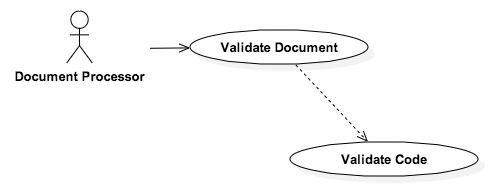 Validate Document
Document Processor
Validate Code